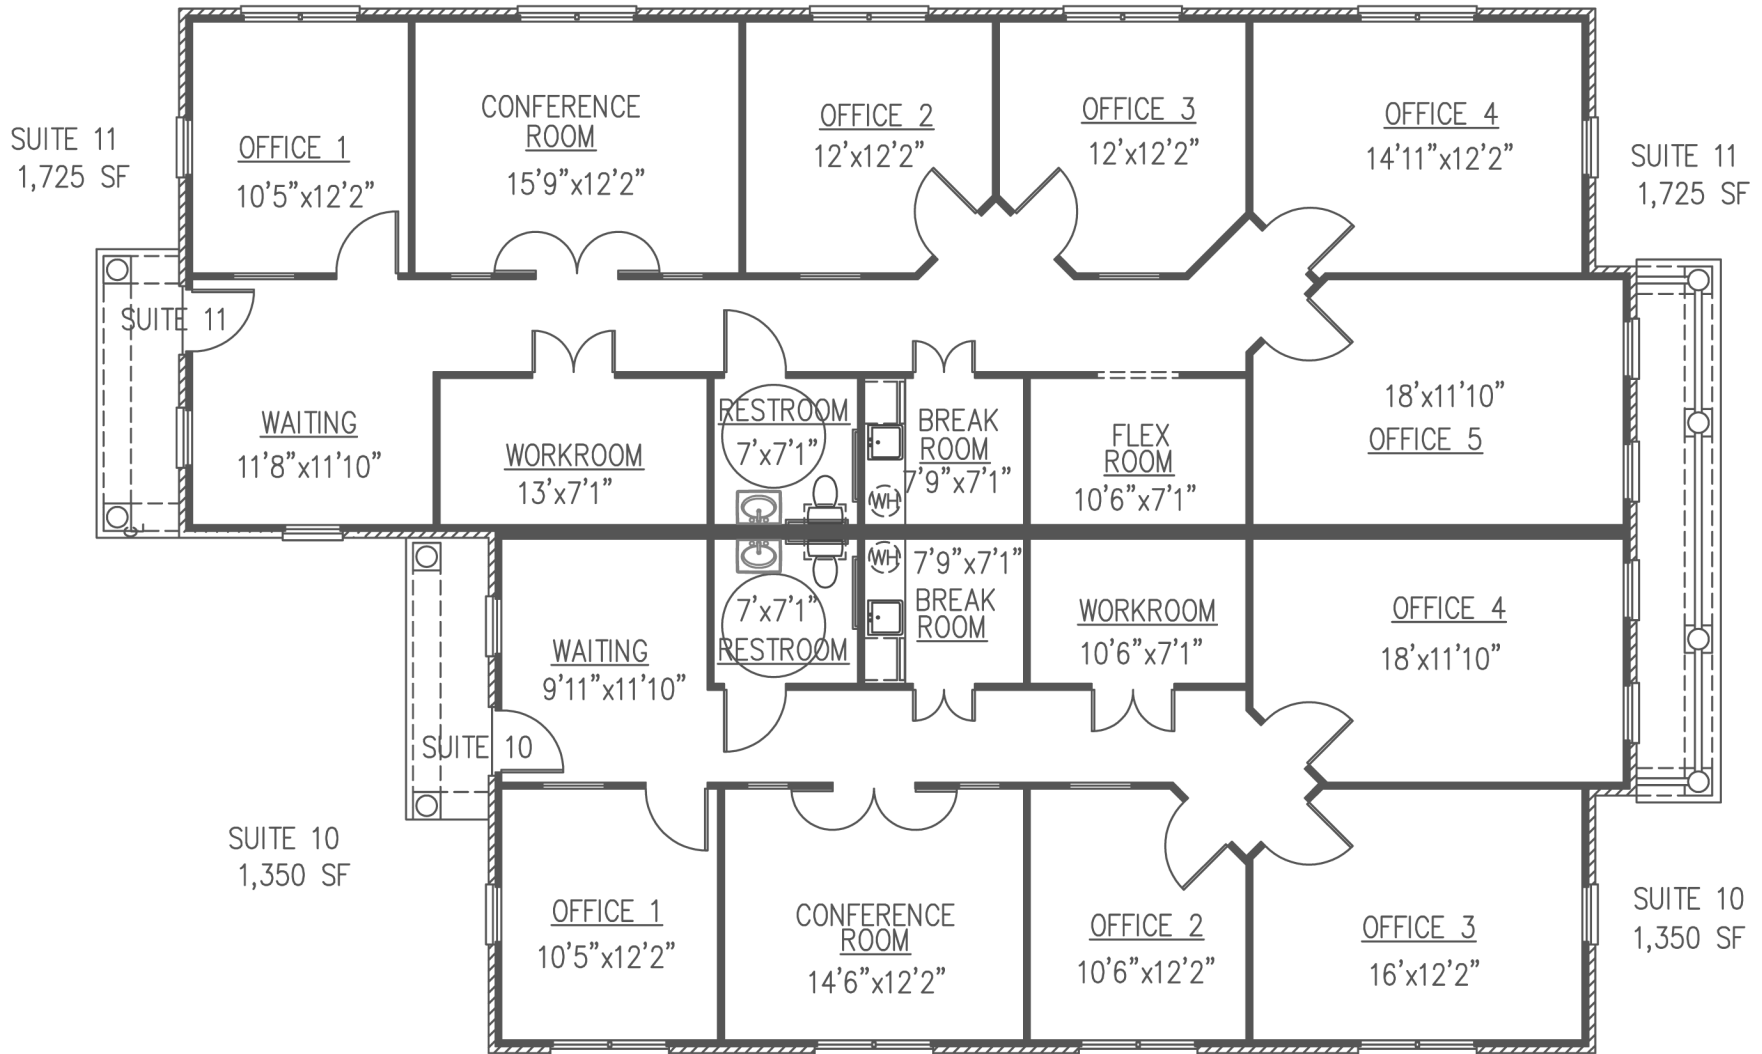 SUITE 11
1,725 SF
OFFICE 1
10'5"x12'2"
CONFERENCE
ROOM
15'9"x12'2"
OFFICE 2
12'x12'2"
OFFICE 3
12'x12'2"
OFFICE 4
14'11"x12'2"
SUITE 11
1,725 SF
SUITE 11
WAITING
11'8"x11'10"
WORKROOM
13'x7'1"
RESTROOM
7'x7'1"
BREAK
ROOM
7'9"x7'1"
WH
FLEX
ROOM
10'6"x7'1"
18'x11'10"
OFFICE 5
WAITING
9'11"x11'10"
7'x7'1"
RESTROOM
WH
7'9"x7'1"
BREAK
ROOM
WORKROOM
10'6"x7'1"
OFFICE 4
18'x11'10"
SUITE 10
SUITE 10
1,350 SF
OFFICE 1
10'5"x12'2"
CONFERENCE
ROOM
14'6"x12'2"
OFFICE 2
10'6"x12'2"
OFFICE 3
16'x12'2"
SUITE 10
1,350 SF